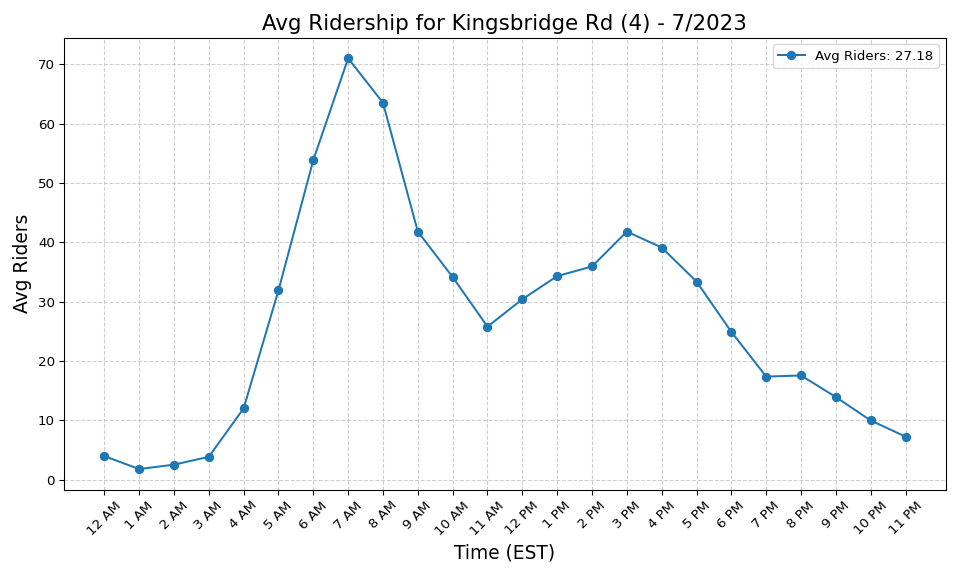 Avg Ridership for Kingsbridge Rd (4) - 7/2023
Avg Riders: 27.18
Avg Riders
70
60
50
40
30
20
10
0
12 AM 1 AM 2 AM 3 AM 4 AM 5 AM 6 AM 7 AM 8 AM 9 AM 10 AM 11 AM 12 PM 1 PM 2 PM 3 PM 4 PM 5 PM 6 PM 7 PM 8 PM 9 PM 10 PM 11 PM
Time (EST)